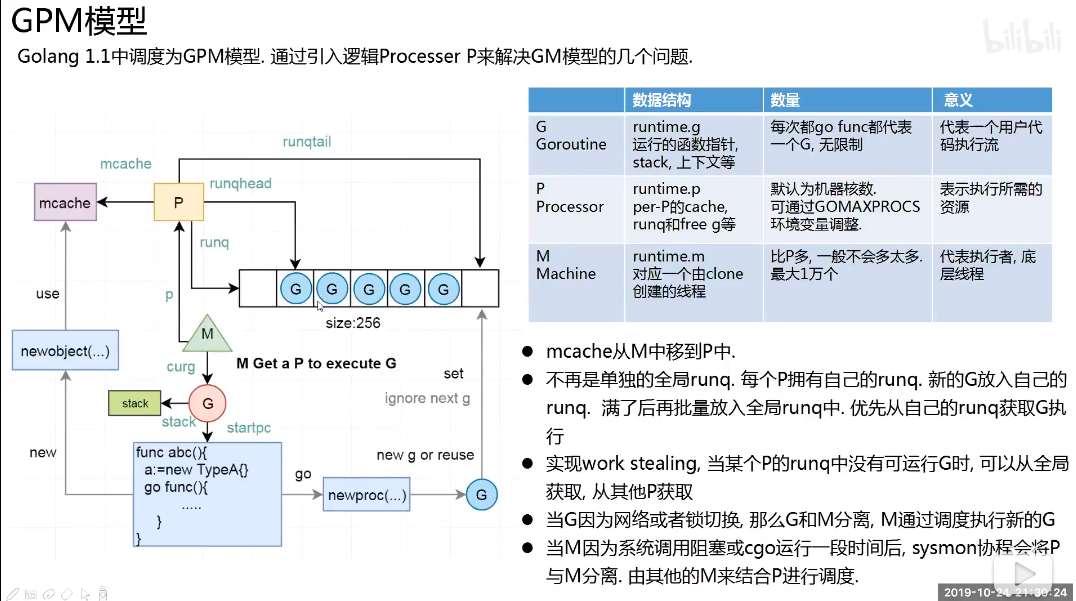 GPM模型
Golang 1.1中调度为GPM模型. 通过引入逻辑Processer P来解决GM模型的几个问题.
bilibili
runqtail
mcache
runqhead
mcache
P
runq
G G G G G
size:256
use
p
M
M Get a P to execute G
newobject(...)
curg
set
ignore next g
stack
G
stack
startpc
new
func abc(){
a:=new TypeA{}
go func(){
.....
}
}
go
newproc(...)
new g or reuse
G
数据结构 数量 意义
G
Goroutine
runtime.g
运行的函数指针,
stack, 上下文等
每次都go func都代表
一个G, 无限制
代表一个用户代
码执行流
P
Processor
runtime.p
per-P的cache,
runq和free g等
默认为机器核数.
可通过GOMAXPROCS
环境变量调整.
表示执行所需的
资源
M
Machine
runtime.m
对应一个由clone
创建的线程
比P多, 一般不会多太多.
最大1万个
代表执行者, 底
层线程
● mcache从M中移到P中.
● 不再是单独的全局runq. 每个P拥有自己的runq. 新的G放入自己的
runq. 满了后再批量放入全局runq中. 优先从自己的runq获取G执
行
● 实现work stealing, 当某个P的runq中没有可运行G时, 可以从全局
获取, 从其他P获取
● 当G因为网络或者锁切换, 那么G和M分离, M通过调度执行新的G
● 当M因为系统调用阻塞或cgo运行一段时间后, sysmon协程会将P
与M分离. 由其他的M来结合P进行调度.
2019-10-24 21:30:24